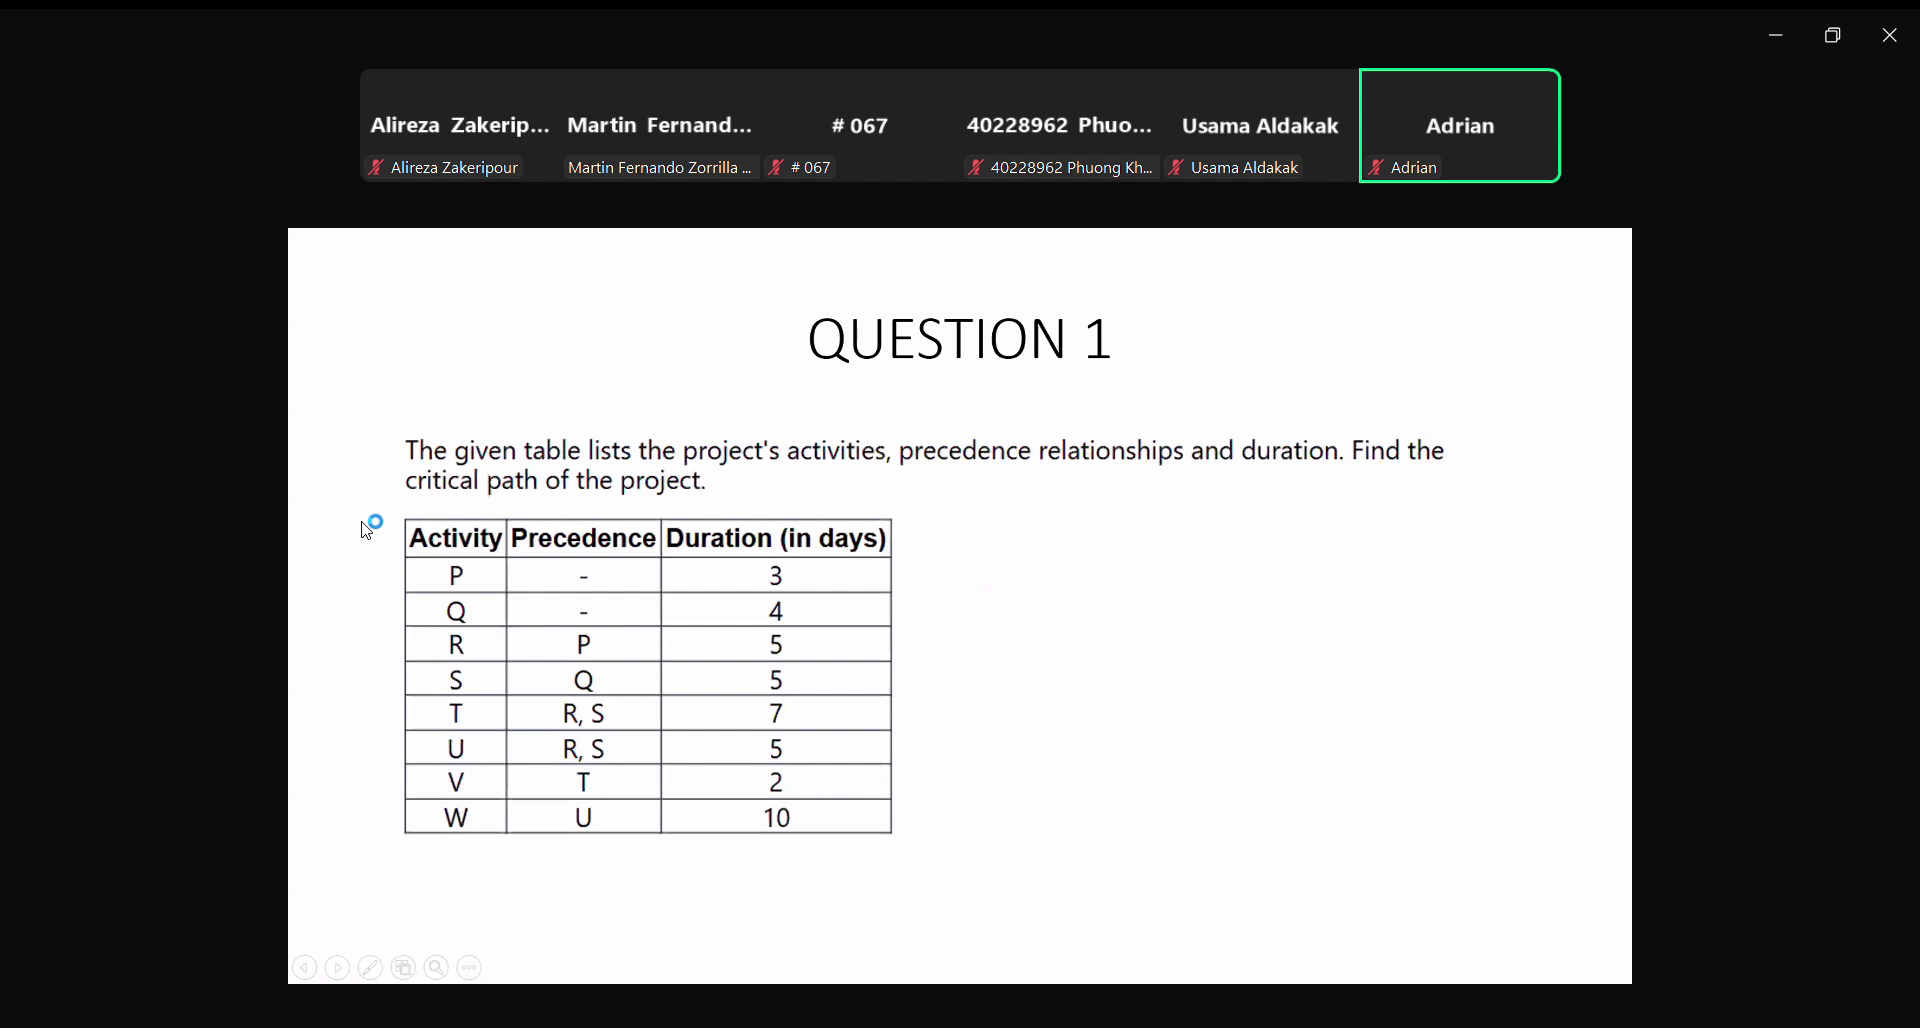 Alireza Zakerip... Martin Fernand... # 067 40228962 Phuo... Usama Aldakak Adrian
Alireza Zakeripour Martin Fernando Zorrilla ... # 067 40228962 Phuong Kh... Usama Aldakak Adrian
QUESTION 1
The given table lists the project's activities, precedence relationships and duration. Find the
critical path of the project.
Activity Precedence Duration (in days)
P - 3
Q - 4
R P 5
S Q 5
T R, S 7
U R, S 5
V T 2
W U 10